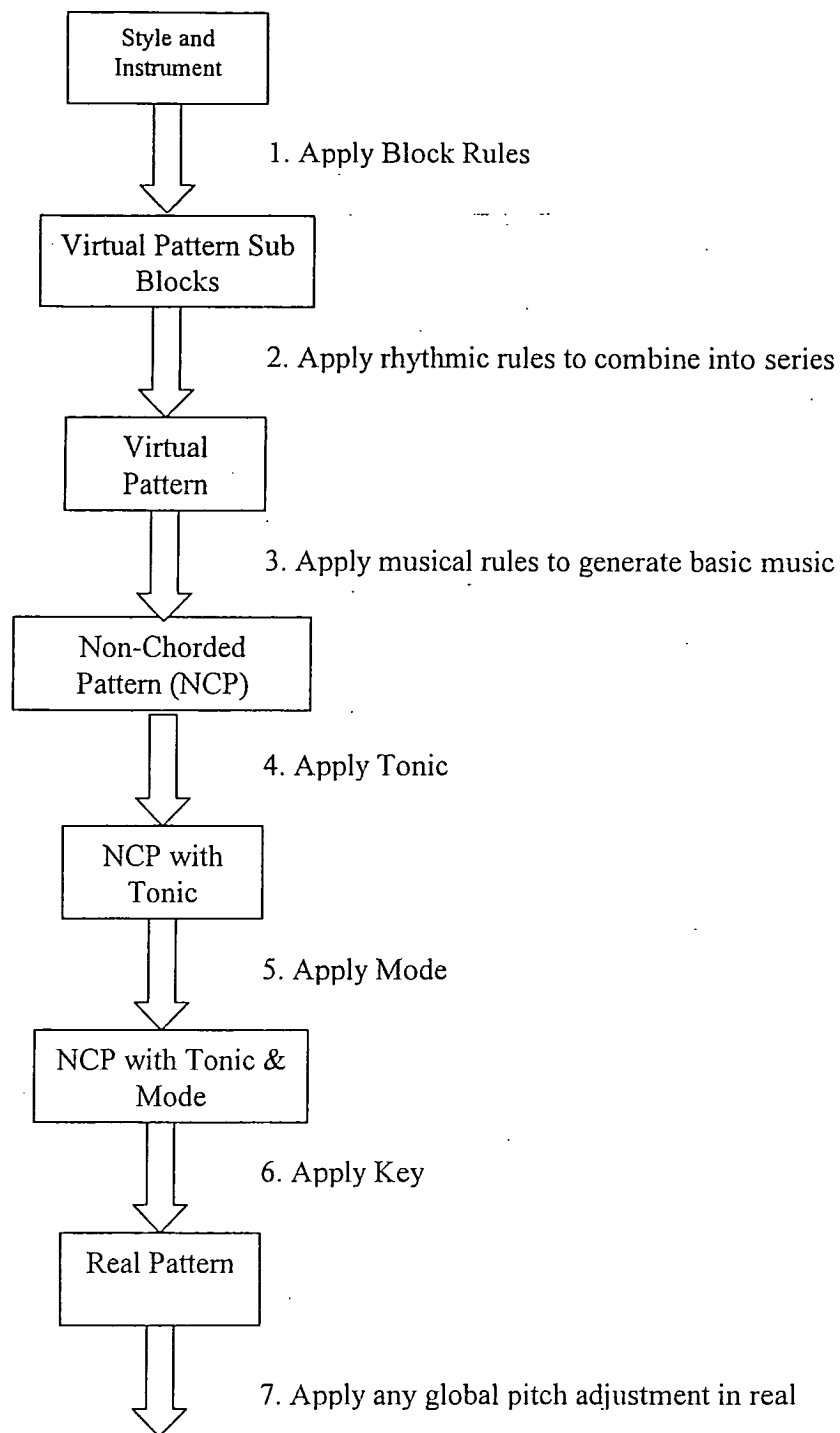 Style and
Instrument
1. Apply Block Rules
Virtual Pattern Sub
Blocks
2. Apply rhythmic rules to combine into series
Virtual
Pattern
3. Apply musical rules to generate basic music
Non-Chorded
Pattern (NCP)
4. Apply Tonic
NCP with
Tonic
5. Apply Mode
NCP with Tonic &
Mode
6. Apply Key
Real Pattern
7. Apply any global pitch adjustment in real